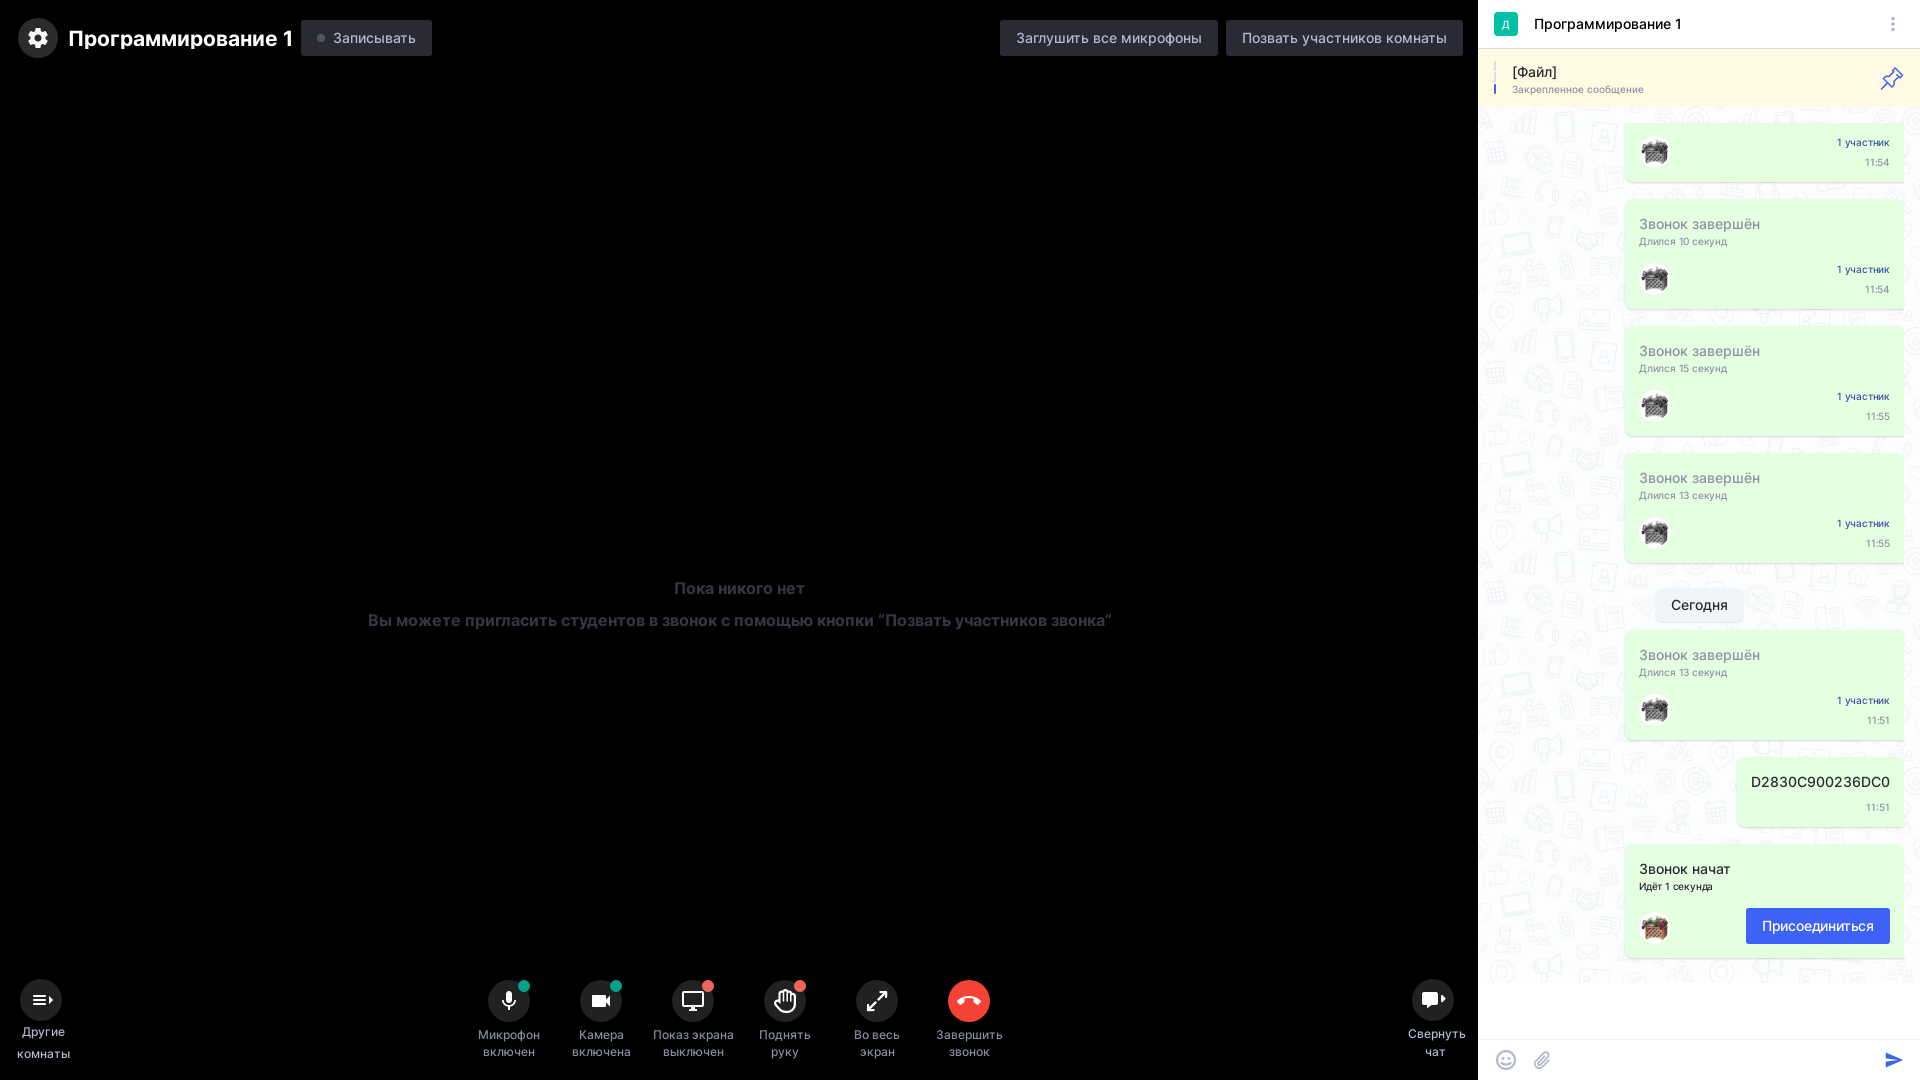 Программирование 1
Записывать
Заглушить все микрофоны
Позвать участников комнаты
Пока никого нет
Вы можете пригласить студентов в звонок с помощью кнопки “Позвать участников звонка”
Другие
комнаты
Микрофон
включен
Камера
включена
Показ экрана
выключен
Поднять
руку
Во весь
экран
Завершить
звонок
Свернуть
чат
Д
Программирование 1
[Файл]
Закрепленное сообщение
1 участник
11:54
Звонок завершён
Длился 10 секунд
1 участник
11:54
Звонок завершён
Длился 15 секунд
1 участник
11:55
Звонок завершён
Длился 13 секунд
1 участник
11:55
Сегодня
Звонок завершён
Длился 13 секунд
1 участник
11:51
D2830C900236DC0
11:51
Звонок начат
Идёт 1 секунда
Присоединиться